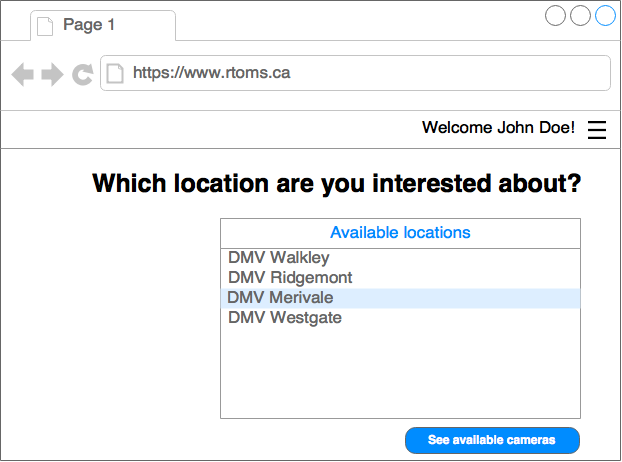 Page 1
https://www.rtoms.ca
Welcome John Doe!
Which location are you interested about?
Available locations
DMV Walkley
DMV Ridgemont
DMV Merivale
DMV Westgate
See available cameras